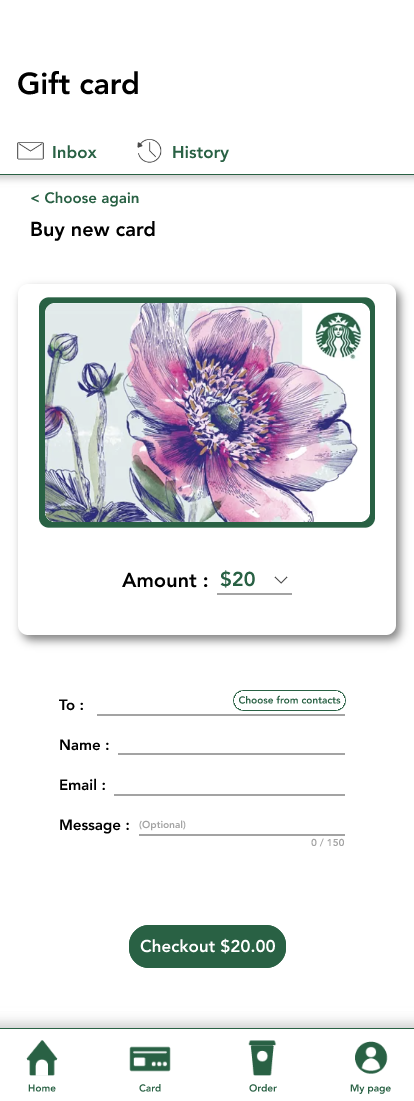 Gift card
Inbox
History
< Choose again
Buy new card
Amount : $20
To :
Choose from contacts
Name :
Email :
Message : (Optional)
0 / 150
Checkout $20.00
Home
Card
Order
My page